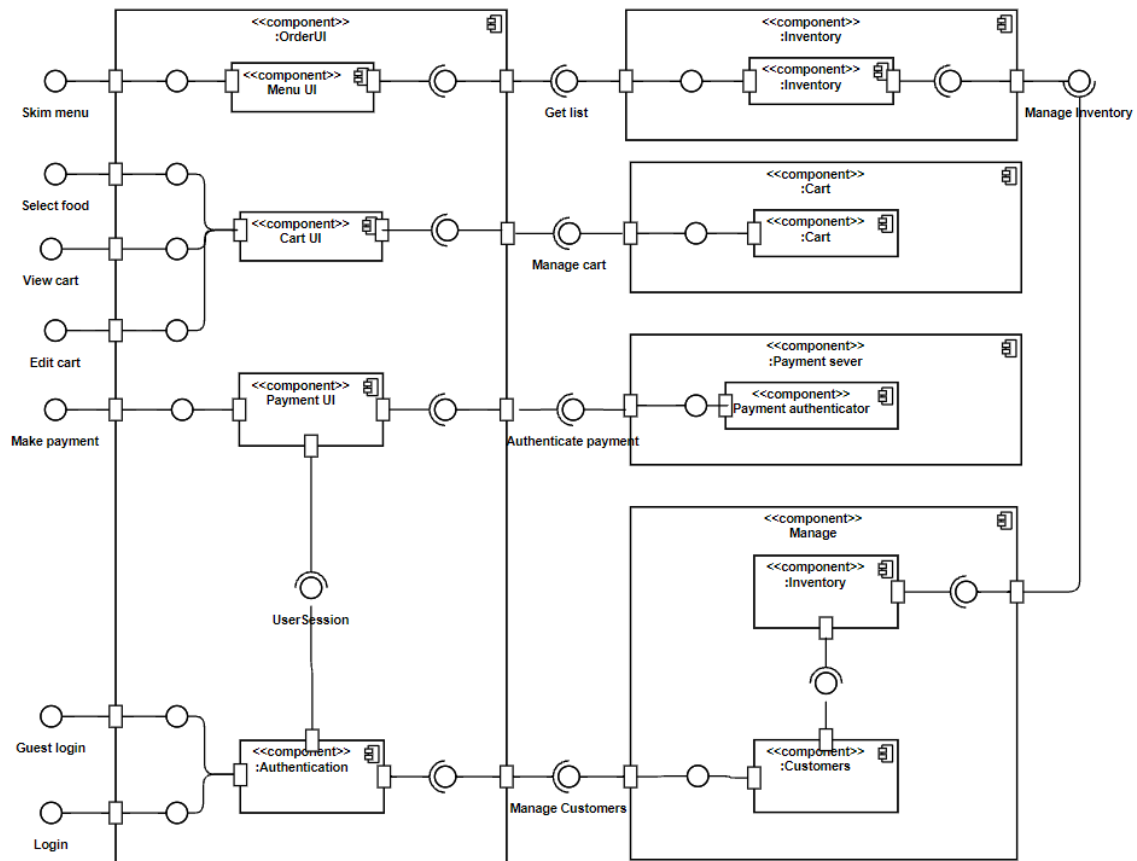 <<component>>
:OrderUI
<<component>>
:Inventory
<<component>>
Menu UI
<<component>>
:Inventory
Skim menu
Get list
Manage Inventory
<<component>>
:Cart
Select food
<<component>>
Cart UI
<<component>>
:Cart
View cart
Manage cart
Edit cart
<<component>>
:Payment sever
<<component>>
Payment UI
<<component>>
Payment authenticator
Make payment
Authenticate payment
<<component>>
Manage
<<component>>
:Inventory
UserSession
Guest login
<<component>>
:Authentication
<<component>>
:Customers
Manage Customers
Login